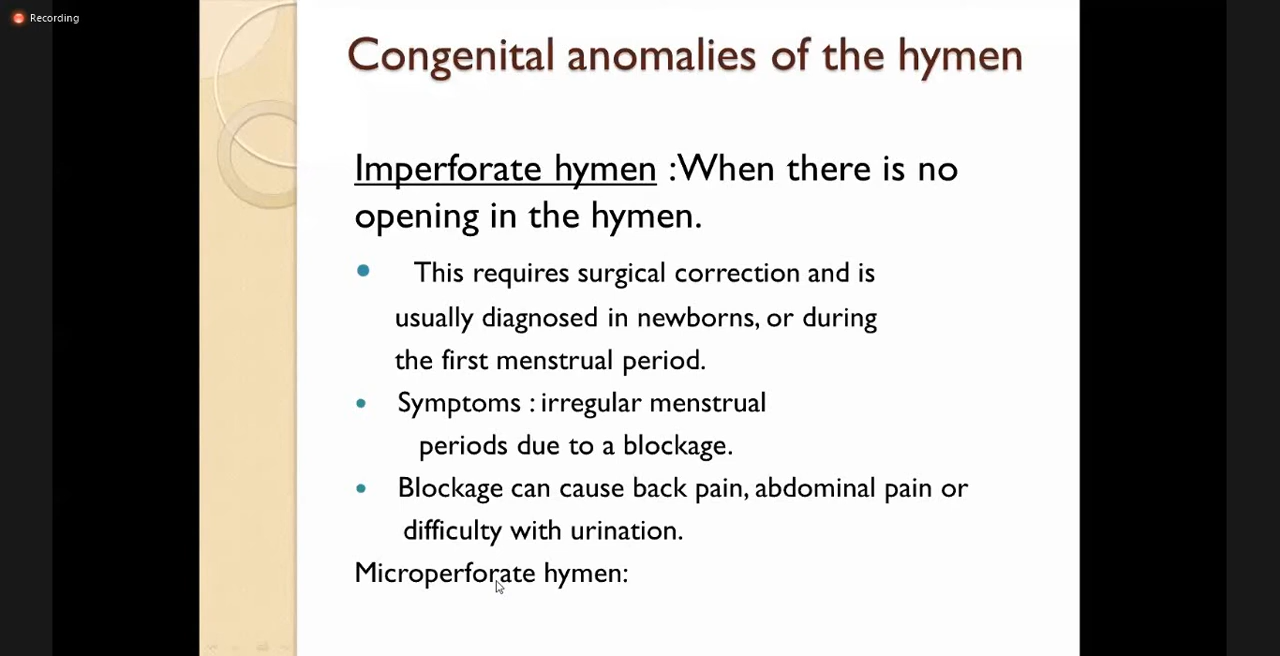 Recording
Congenital anomalies of the hymen
Imperforate hymen :When there is no
opening in the hymen.
This requires surgical correction and is
usually diagnosed in newborns, or during
the first menstrual period.
Symptoms : irregular menstrual
periods due to a blockage.
Blockage can cause back pain, abdominal pain or
difficulty with urination.
Microperforate hymen: